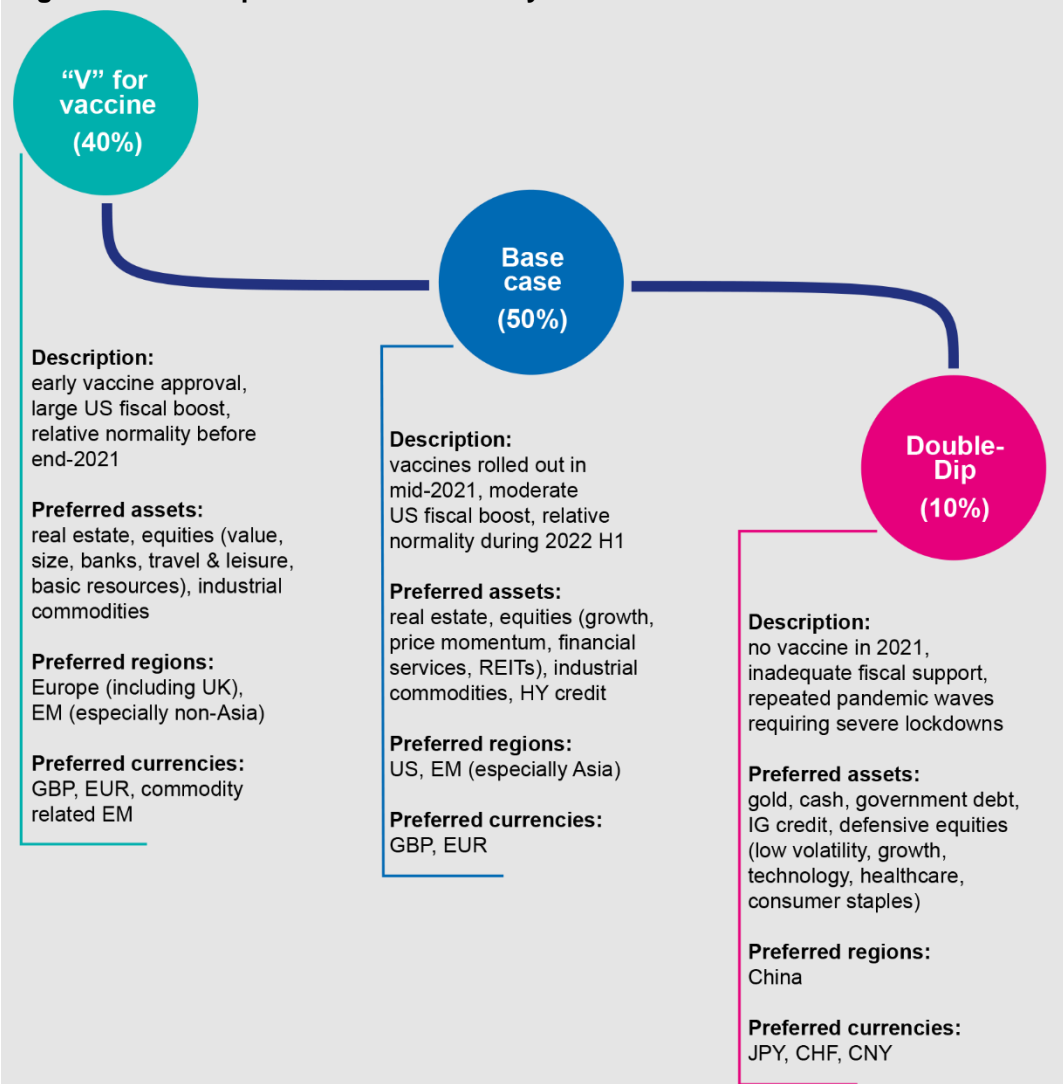 “V” for
vaccine
(40%)
Description:
early vaccine approval,
large US fiscal boost,
relative normality before
end-2021
Preferred assets:
real estate, equities (value,
size, banks, travel & leisure,
basic resources), industrial
commodities
Preferred regions:
Europe (including UK),
EM (especially non-Asia)
Preferred currencies:
GBP, EUR, commodity
related EM
Base
case
(50%)
Description:
vaccines rolled out in
mid-2021, moderate
US fiscal boost, relative
normality during 2022 H1
Preferred assets:
real estate, equities (growth,
price momentum, financial
services, REITs), industrial
commodities, HY credit
Preferred regions:
US, EM (especially Asia)
Preferred currencies:
GBP, EUR
Double-
Dip
(10%)
Description:
no vaccine in 2021,
inadequate fiscal support,
repeated pandemic waves
requiring severe lockdowns
Preferred assets:
gold, cash, government debt,
IG credit, defensive equities
(low volatility, growth,
technology, healthcare,
consumer staples)
Preferred regions:
China
Preferred currencies:
JPY, CHF, CNY